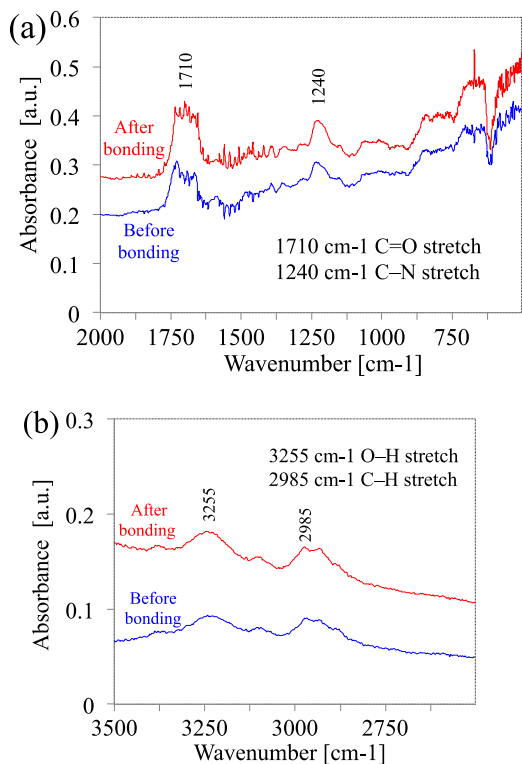 (a)
0.6
0.5
0.4
0.3
0.2
0.1
0
Absorbance [a.u.]
1710
1240
After
bonding
Before
bonding
1710 cm-1 C=O stretch
1240 cm-1 C–N stretch
2000 1750 1500 1250 1000 750
Wavenumber [cm-1]
(b)
0.3
0.2
0.1
0
Absorbance [a.u.]
3255 cm-1 O–H stretch
2985 cm-1 C–H stretch
3255
2985
After
bonding
Before
bonding
3500 3250 3000 2750
Wavenumber [cm-1]